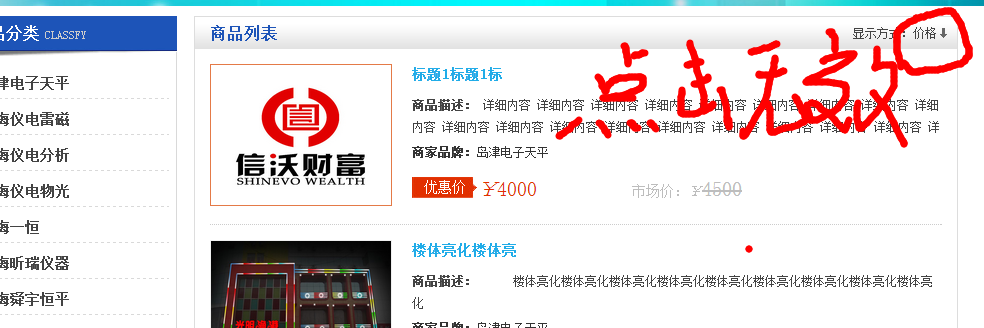 品分类 CLASSFY
津电子天平
海仪电雷磁
海仪电分析
海仪电物光
海一恒
海昕瑞仪器
海舜宇恒平
商品列表
显示方式：价格⬇
点击无效
信沃财富
SHINEVO WEALTH
标题1标题1标
商品描述： 详细内容 详细内容 详细内容 详细内容 详细内容 详细内容 详细内容 详细内容 详细
内容 详细内容 详细内容 详细内容 详细内容 详细内容 详细内容 详细内容 详细内容 详
商家品牌：岛津电子天平
优惠价 ¥4000 市场价： ¥4500
楼体亮化楼体亮
商品描述： 楼体亮化楼体亮化楼体亮化楼体亮化楼体亮化楼体亮化楼体亮化楼体亮化楼体亮
化
商家品牌：岛津电子天平